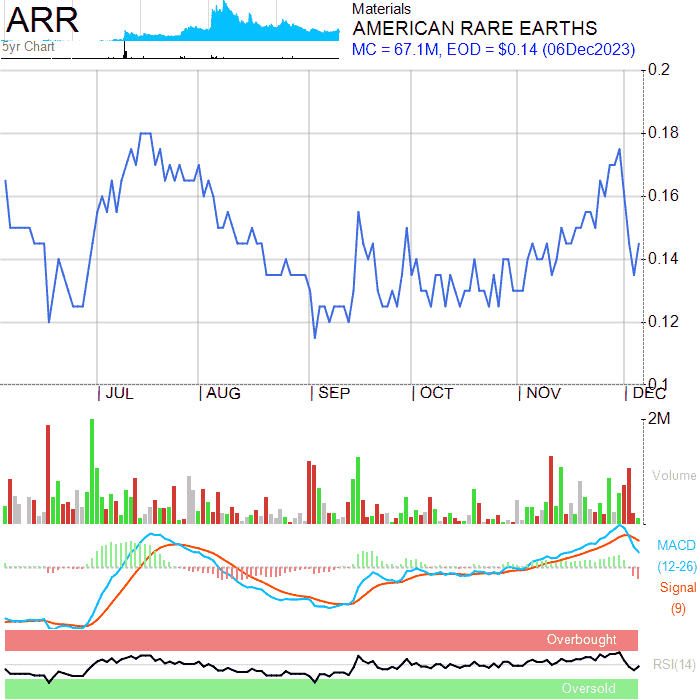 ARR
5yr Chart
Materials
AMERICAN RARE EARTHS
MC = 67.1M, EOD = $0.14 (06Dec2023)
0.2
0.18
0.16
0.14
0.12
0.1
JUL AUG SEP OCT NOV DEC
2M
Volume
MACD
(12-26)
Signal
(9)
Overbought
RSI(14)
Oversold